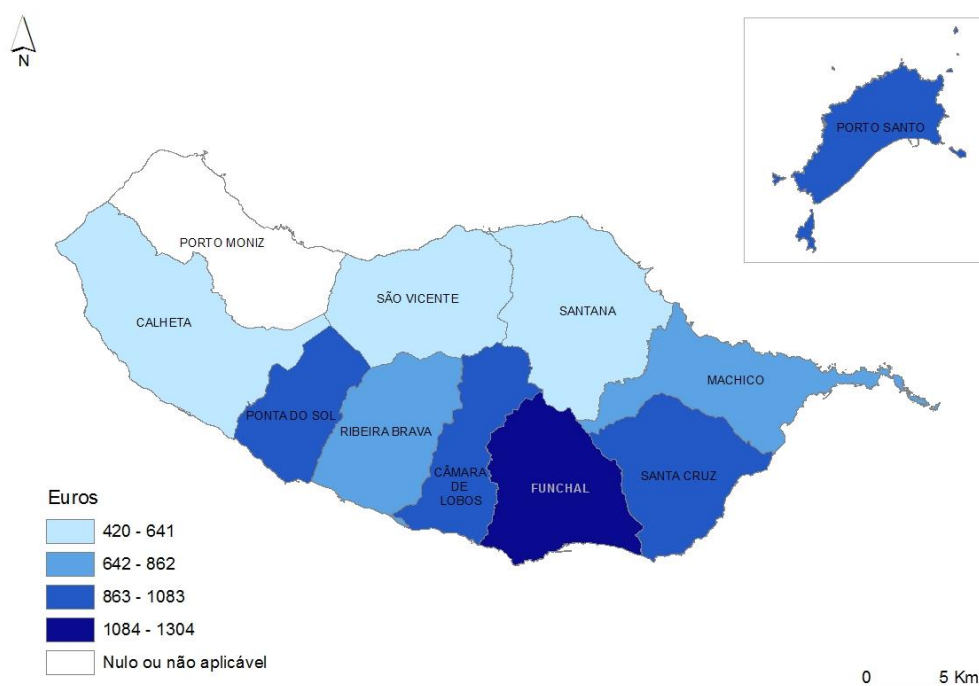 N
PORTO SANTO
PORTO MONIZ
SÃO VICENTE
SANTANA
CALHETA
MACHICO
PONTA DO SOL
RIBEIRA BRAVA
CÂMARA
DE
LOBOS
FUNCHAL
SANTA CRUZ
Euros
420 - 641
642 - 862
863 - 1083
1084 - 1304
Nulo ou não aplicável
0 5 Km